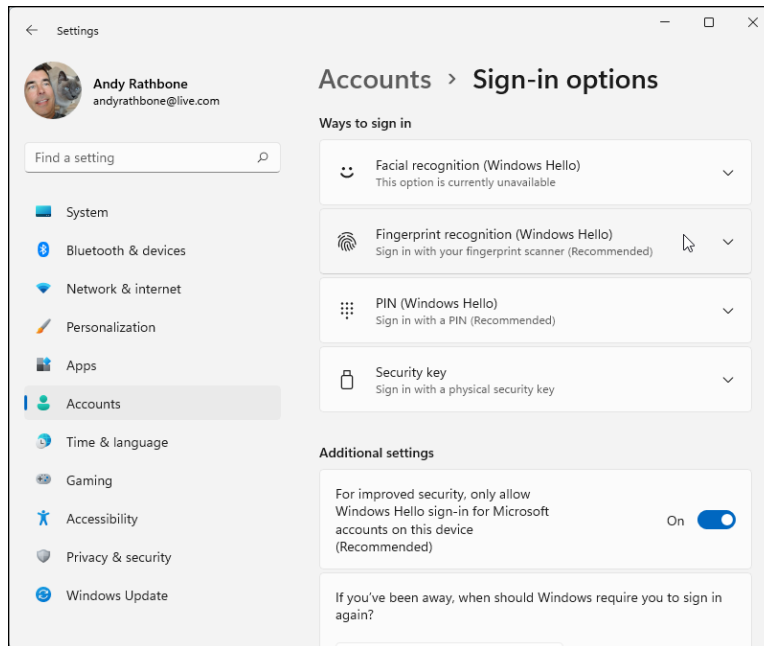 Settings
Andy Rathbone
andyrathbone@live.com
Find a setting
System
Bluetooth & devices
Network & internet
Personalization
Apps
Accounts
Time & language
Gaming
Accessibility
Privacy & security
Windows Update
Accounts > Sign-in options
Ways to sign in
Facial recognition (Windows Hello)
This option is currently unavailable
Fingerprint recognition (Windows Hello)
Sign in with your fingerprint scanner (Recommended)
PIN (Windows Hello)
Sign in with a PIN (Recommended)
Security key
Sign in with a physical security key
Additional settings
For improved security, only allow
Windows Hello sign-in for Microsoft
accounts on this device
(Recommended)
On
If you've been away, when should Windows require you to sign in
again?